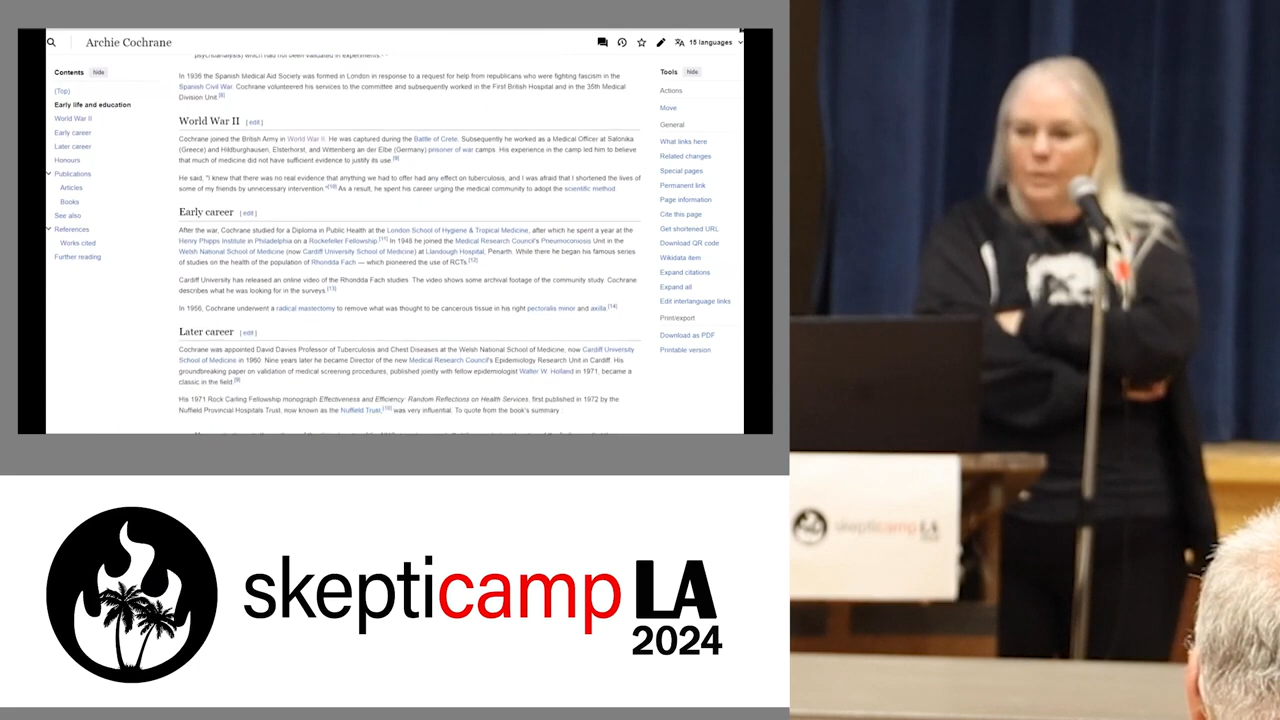 Archie Cochrane
15 languages
psychoanalysis) which had not been validated in experiments.
Contents hide
(Top)
Early life and education
World War II
Early career
Later career
Honours
Publications
Articles
Books
See also
References
Works cited
Further reading
In 1936 the Spanish Medical Aid Society was formed in London in response to a request for help from republicans who were fighting fascism in the
Spanish Civil War. Cochrane volunteered his services to the committee and subsequently worked in the First British Hospital and in the 35th Medical
Division Unit.[8]
World War II [ edit ]
Cochrane joined the British Army in World War II. He was captured during the Battle of Crete. Subsequently he worked as a Medical Officer at Salonika
(Greece) and Hildburghausen, Elsterhorst, and Wittenberg an der Elbe (Germany) prisoner of war camps. His experience in the camp led him to believe
that much of medicine did not have sufficient evidence to justify its use.[9]
He said, "I knew that there was no real evidence that anything we had to offer had any effect on tuberculosis, and I was afraid that I shortened the lives of
some of my friends by unnecessary intervention."[10] As a result, he spent his career urging the medical community to adopt the scientific method.
Early career [ edit ]
After the war, Cochrane studied for a Diploma in Public Health at the London School of Hygiene & Tropical Medicine, after which he spent a year at the
Henry Phipps Institute in Philadelphia on a Rockefeller Fellowship.[11] In 1948 he joined the Medical Research Council's Pneumoconiosis Unit in the
Welsh National School of Medicine (now Cardiff University School of Medicine) at Llandough Hospital, Penarth. While there he began his famous series
of studies on the health of the population of Rhondda Fach — which pioneered the use of RCTs.[12]
Cardiff University has released an online video of the Rhondda Fach studies. The video shows some archival footage of the community study. Cochrane
describes what he was looking for in the surveys.[13]
In 1956, Cochrane underwent a radical mastectomy to remove what was thought to be cancerous tissue in his right pectoralis minor and axilla.[14]
Later career [ edit ]
Cochrane was appointed David Davies Professor of Tuberculosis and Chest Diseases at the Welsh National School of Medicine, now Cardiff University
School of Medicine in 1960. Nine years later he became Director of the new Medical Research Council's Epidemiology Research Unit in Cardiff. His
groundbreaking paper on validation of medical screening procedures, published jointly with fellow epidemiologist Walter W. Holland in 1971, became a
classic in the field.[9]
His 1971 Rock Carling Fellowship monograph Effectiveness and Efficiency: Random Reflections on Health Services, first published in 1972 by the
Nuffield Provincial Hospitals Trust, now known as the Nuffield Trust,[10] was very influential. To quote from the book's summary:
Tools hide
Actions
Move
General
What links here
Related changes
Special pages
Permanent link
Page information
Cite this page
Get shortened URL
Download QR code
Wikidata item
Expand citations
Expand all
Edit interlanguage links
Print/export
Download as PDF
Printable version
skepticamp LA
2024
skepticamp LA
2024